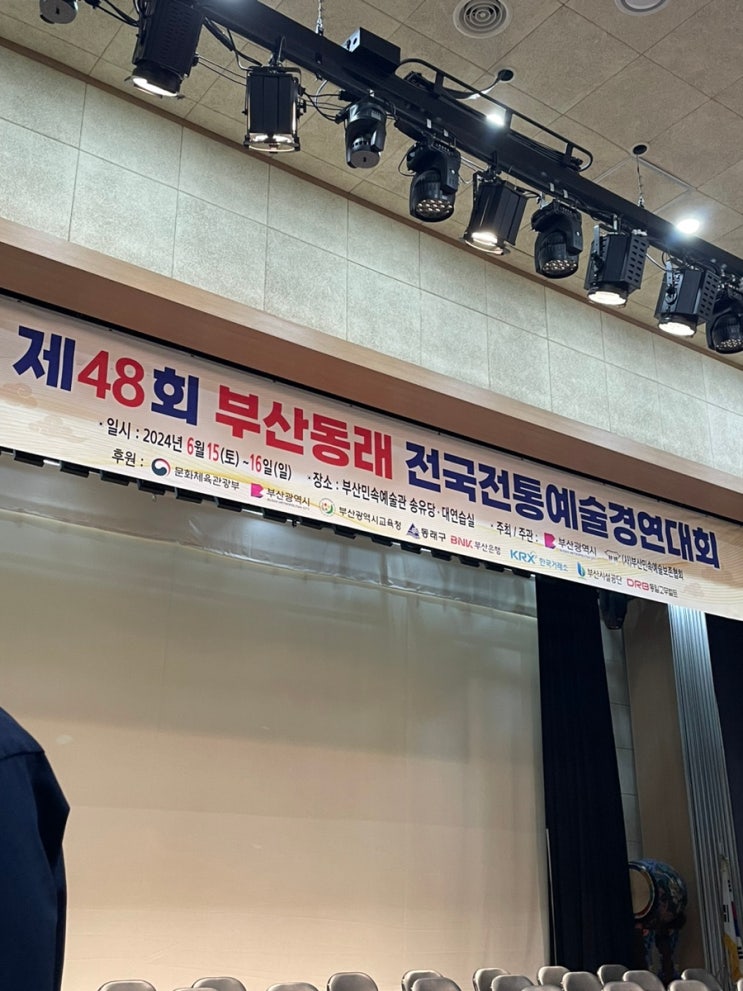 제48회 부산동래 전국전통예술경연대회
· 일시 : 2024년 6월 15(토) ~16일(일) · 장소 : 부산민속예술관 송유당·대연습실 · 주최 / 주관 : 부산광역시 (사)부산민속예술보존협회
후원 : 문화체육관광부 부산광역시 부산광역시교육청 동래구 BNK 부산은행 KRX 한국거래소 부산시설공단 DRB 동일고무벨트